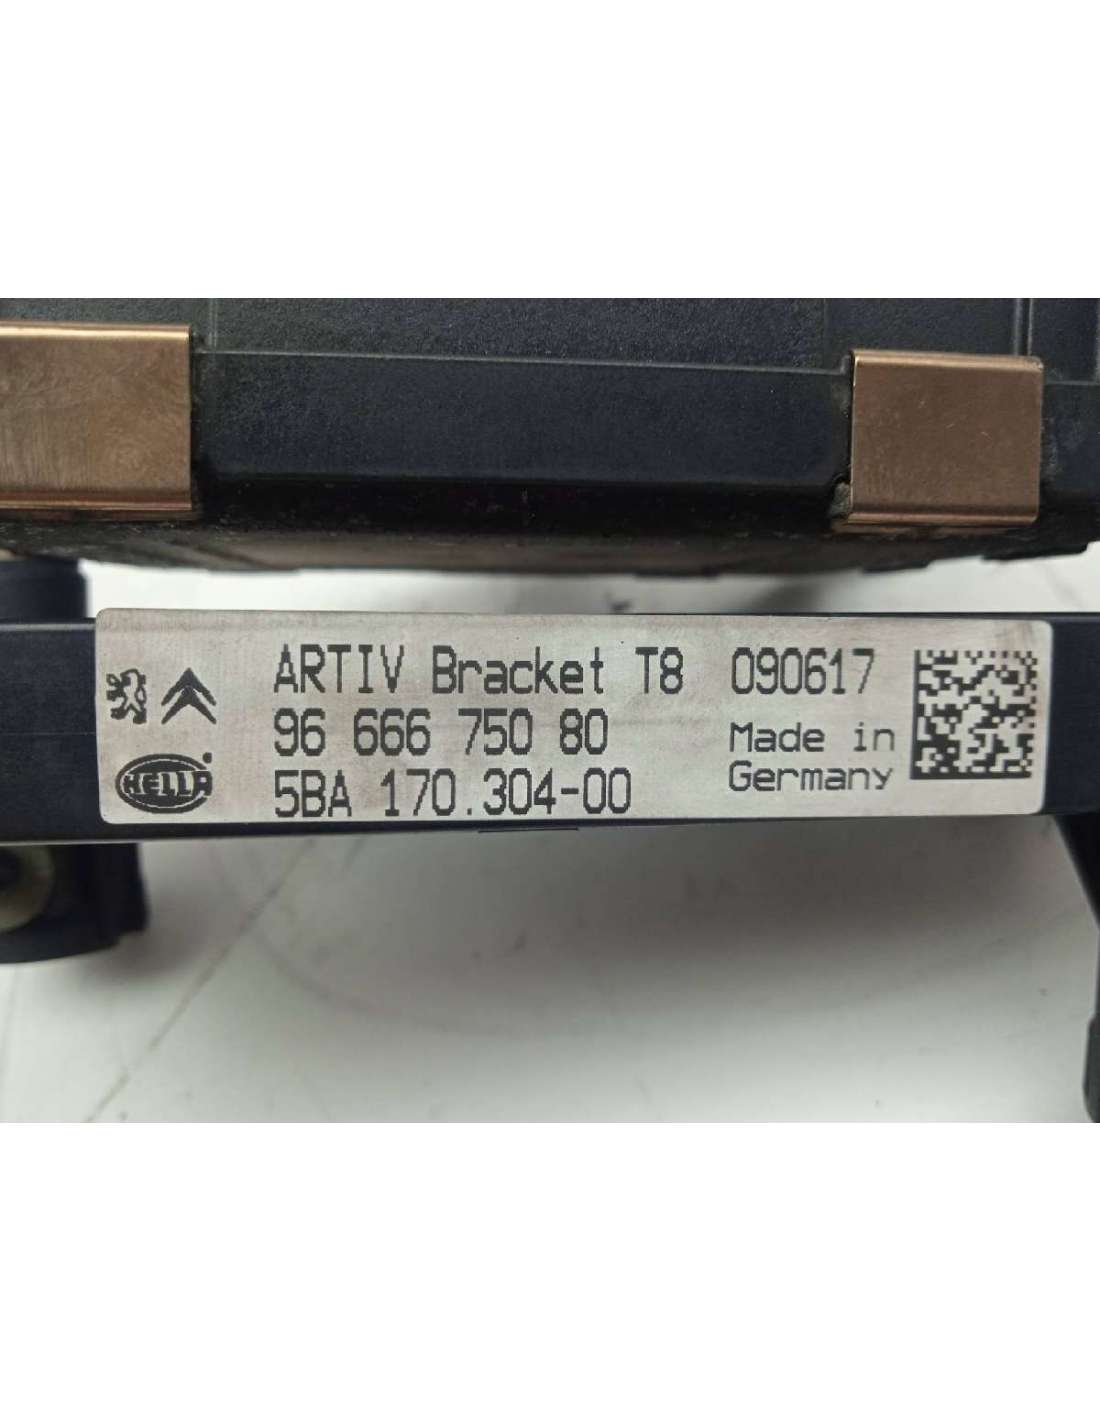 ARTIV Bracket T8 090617
96 666 750 80
5BA 170.304-00
Made in
Germany
HELLA